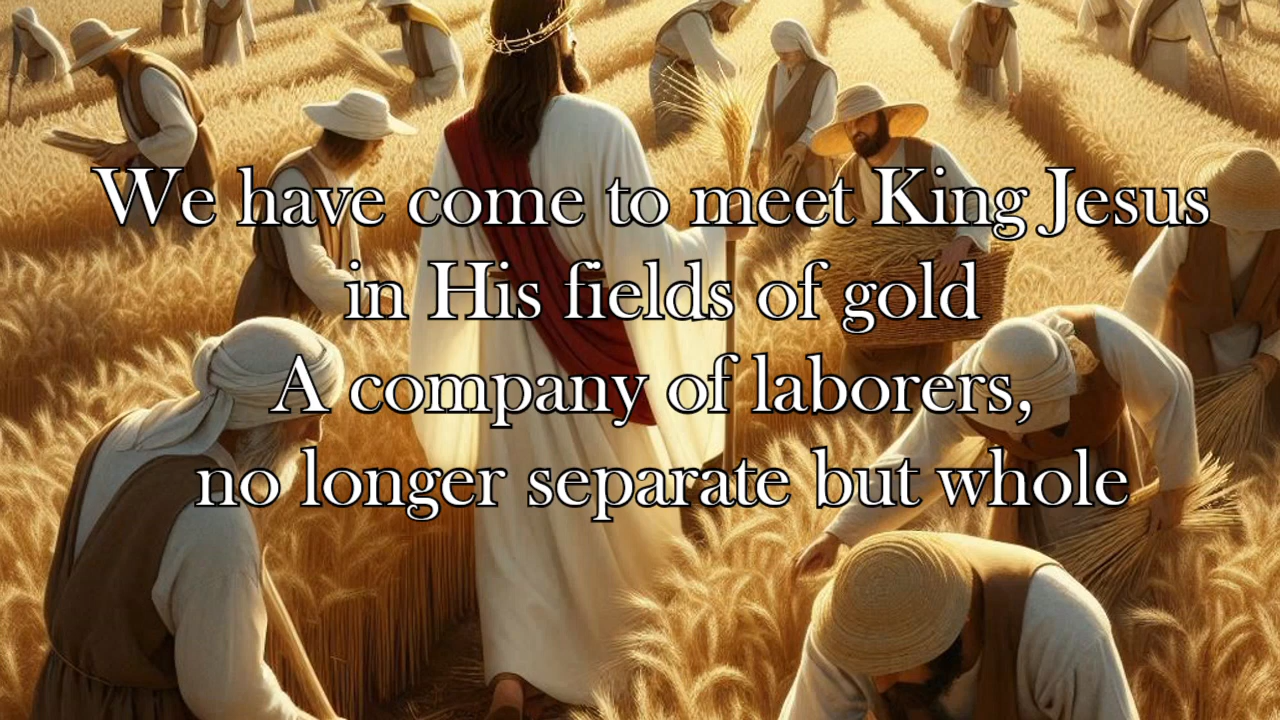 We have come to meet King Jesus
in His fields of gold
A company of laborers,
no longer separate but whole